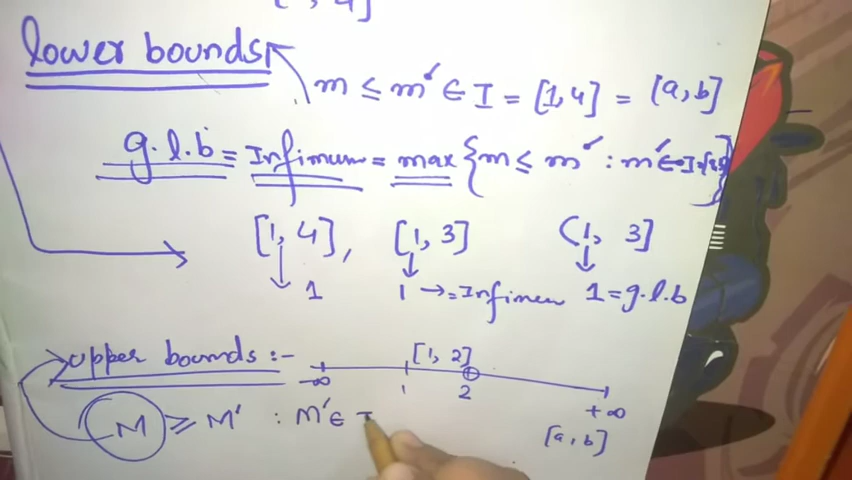 , 4]
lower bounds
m ≤ m' ∈ I = [1,4] = [a, b]
g.l.b = Infimum = max {m ≤ m' : m' ∈ I
[1, 4], [1, 3] (1, 3]
1 1 → = Infimum 1 = g.l.b
upper bounds :- [1, 2]
-∞ 1 2 +∞
M ≥ M' : M' ∈ I [a, b]